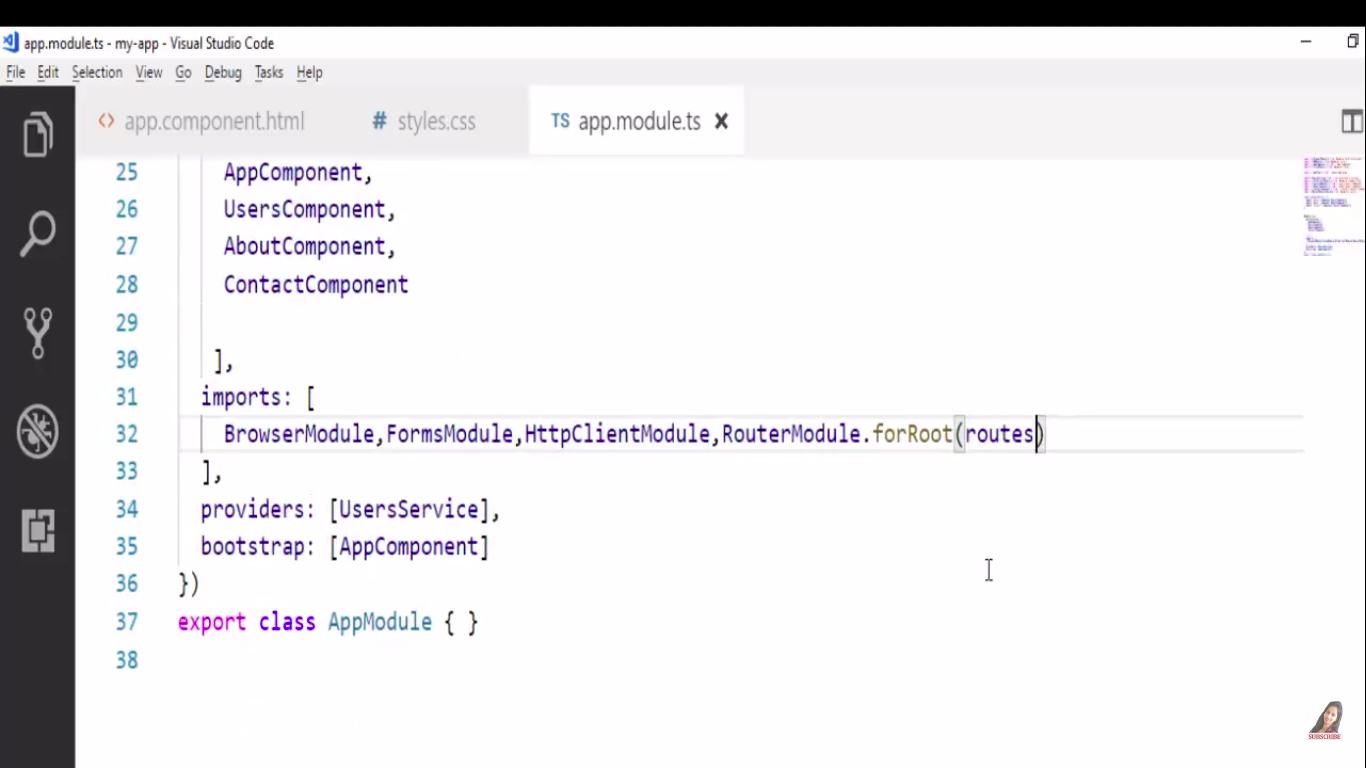 app.module.ts - my-app - Visual Studio Code
File Edit Selection View Go Debug Tasks Help
<> app.component.html # styles.css TS app.module.ts ×
25 AppComponent,
26 UsersComponent,
27 AboutComponent,
28 ContactComponent
29
30 ],
31 imports: [
32 BrowserModule,FormsModule,HttpClientModule,RouterModule.forRoot(routes)
33 ],
34 providers: [UsersService],
35 bootstrap: [AppComponent]
36 })
37 export class AppModule { }
38
SUBSCRIBE